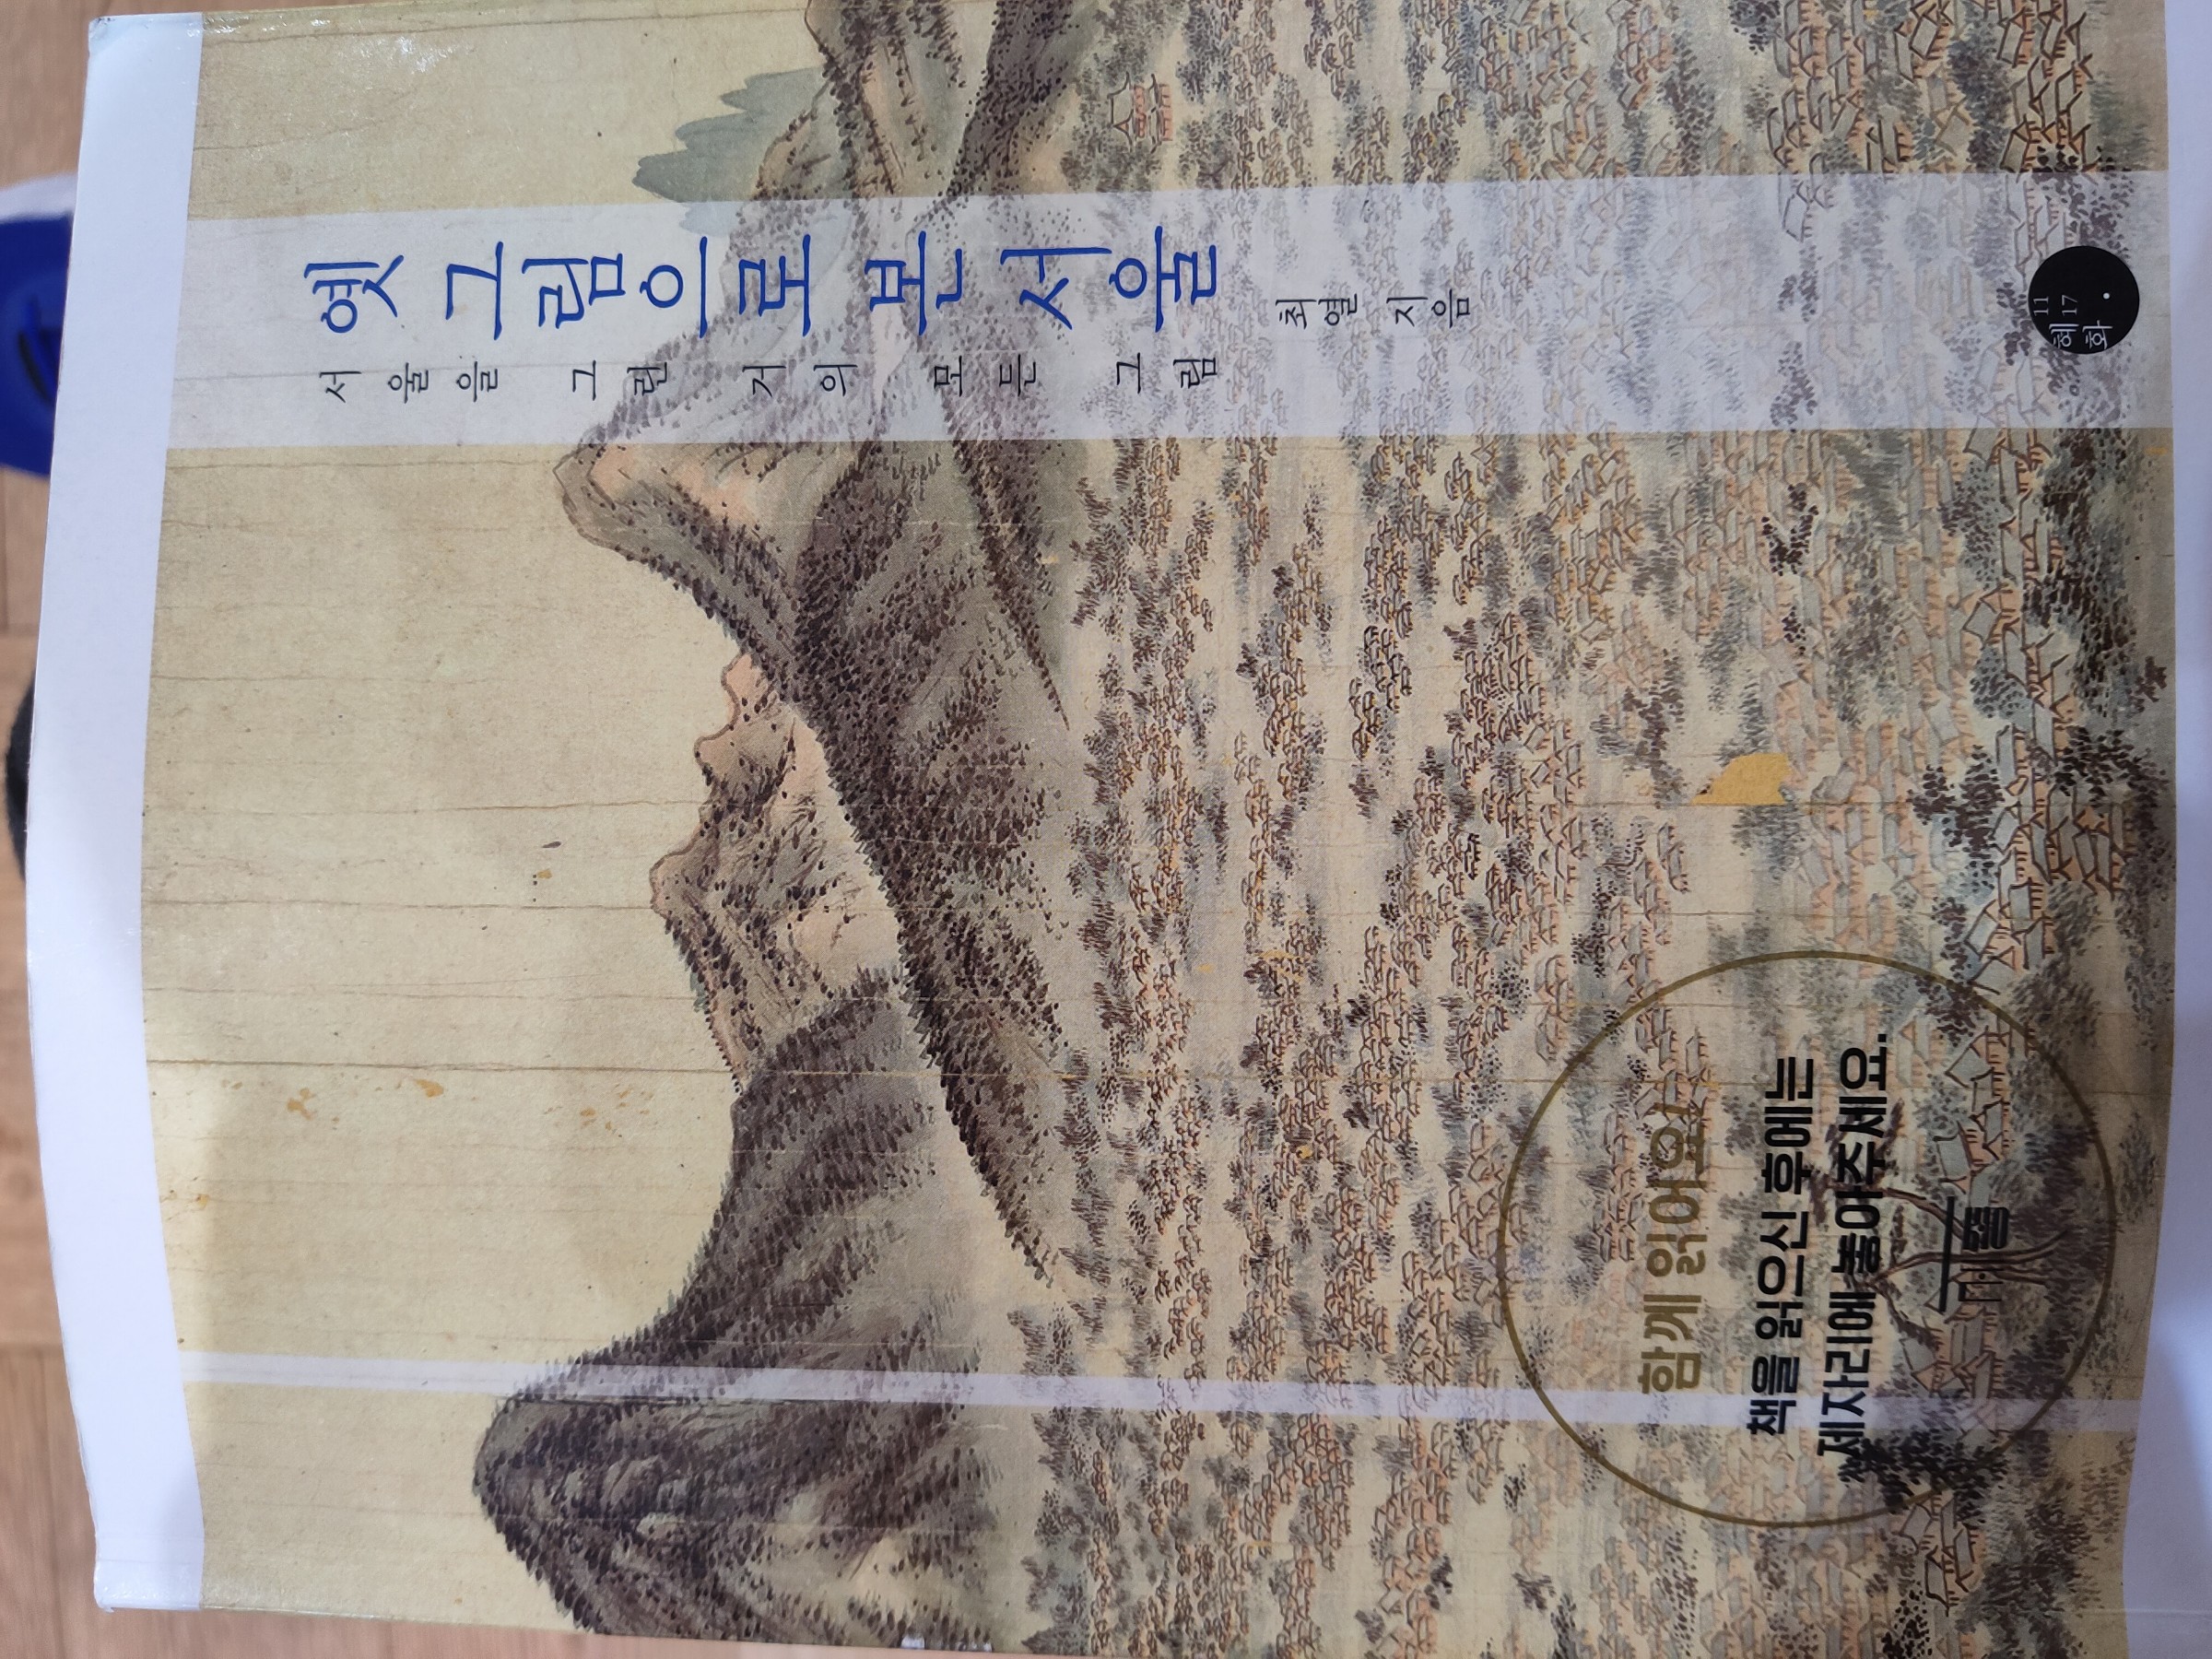 옛 그림으로 본 서울
서울을 그린 거의 모든 그림
최열 지음
11
혜 17
화
함께 읽어요!
책을 읽으신 후에는
제자리에 놓아주세요.